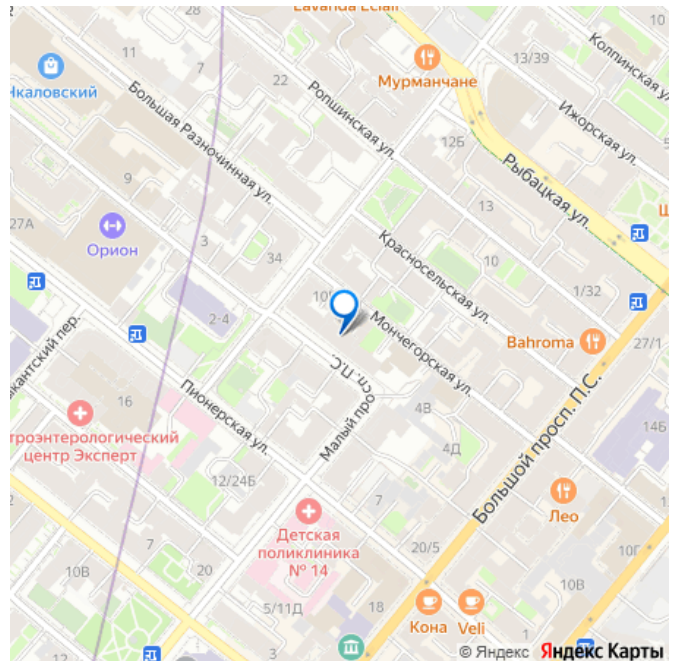 Lavanda Eclair
10
11
7
22
Мурманчане
13/39
Колпинская ул.
Чкаловский
Большая Разночинная ул.
Ропшинская ул.
Ижорская ул.
12Б
Рыбацкая ул.
9
13
27А
Орион
3
34
Красносельская ул.
10
1/32
2-4
Мончегорская ул.
Bahroma
27/1
Малый просп. П.С.
Пионерская ул.
16
4В
14Б
троэнтерологический
центр Эксперт
12/24Б
4Д
Большой просп. П.С.
7
Лео
Детская
поликлиника
№ 14
7
20
20/5
10Г
10В
10В
5/11Д
18
Кона
Veli
3
© Яндекс Яндекс Карты